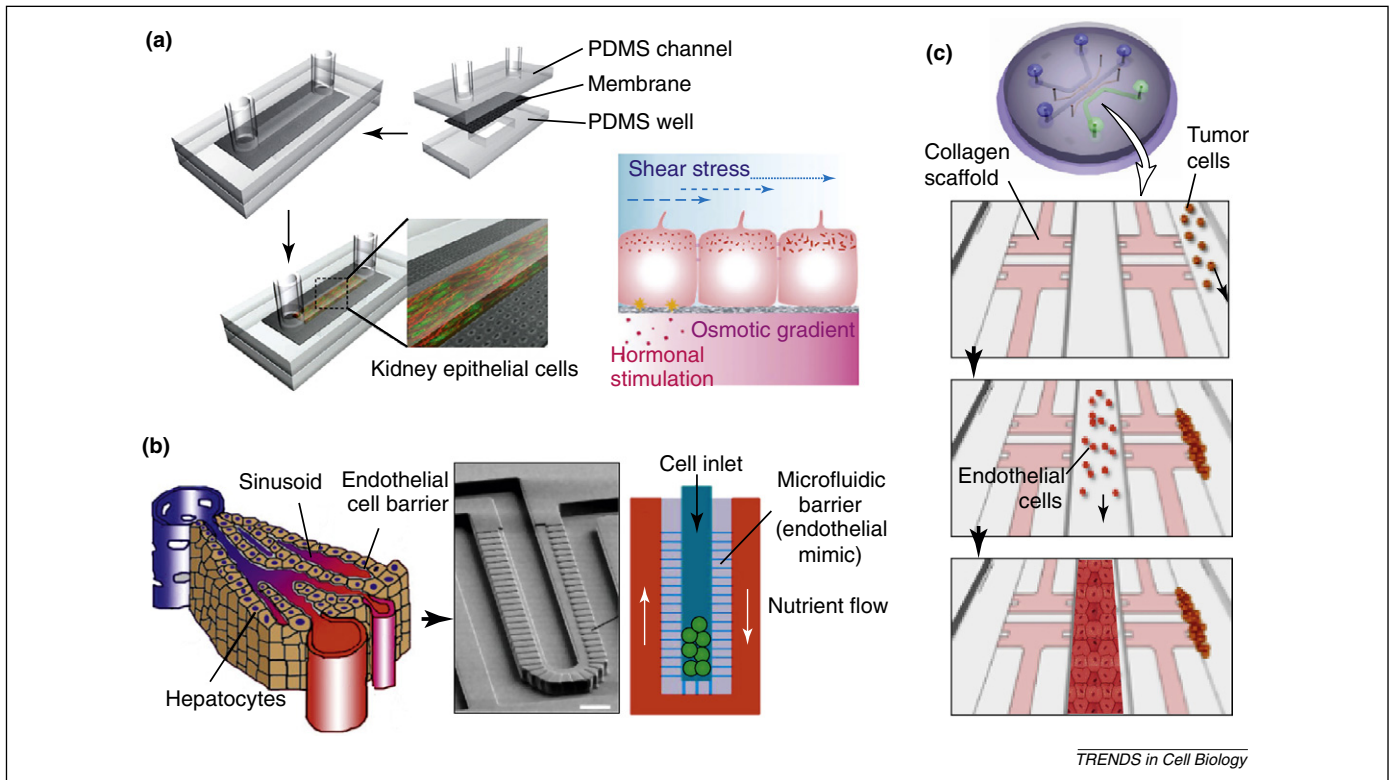 (a)
PDMS channel
Membrane
PDMS well
Shear stress
Osmotic gradient
Hormonal
stimulation
Kidney epithelial cells
(b)
Sinusoid
Endothelial
cell barrier
Hepatocytes
Cell inlet
Microfluidic
barrier
(endothelial
mimic)
Nutrient flow
(c)
Collagen
scaffold
Tumor
cells
Endothelial
cells
TRENDS in Cell Biology